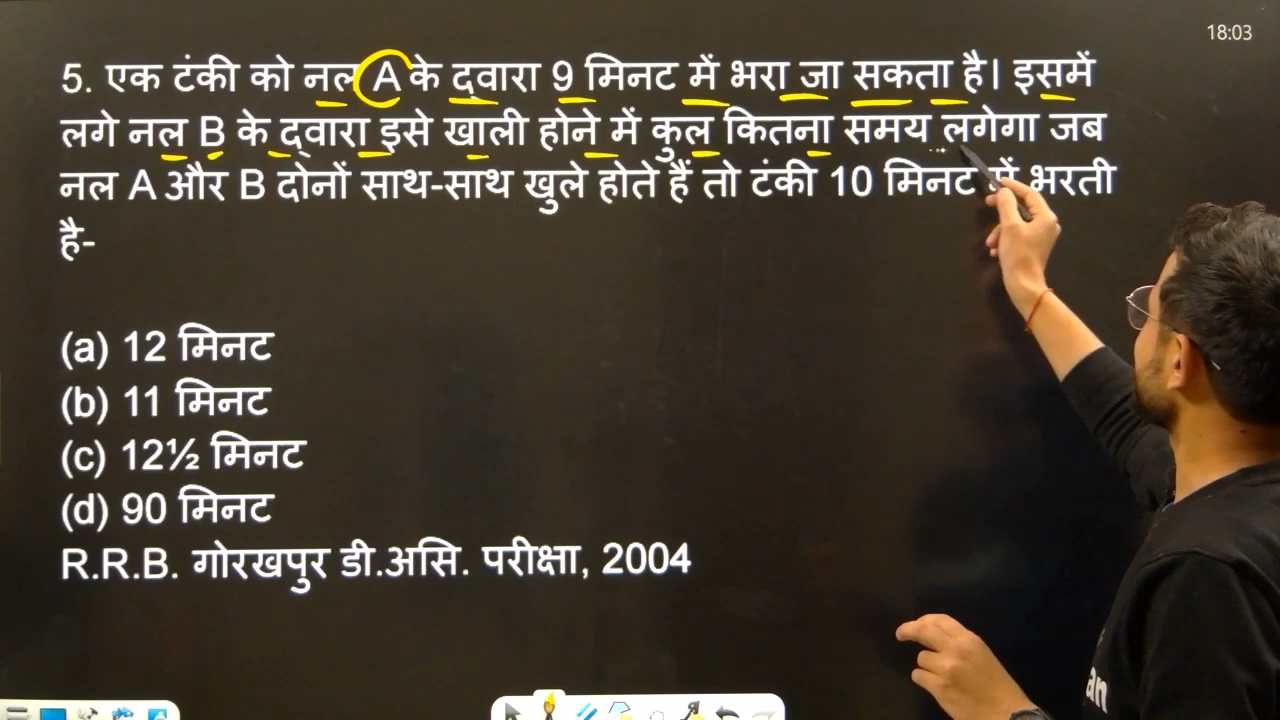 18:03
5. एक टंकी को नल A के द्वारा 9 मिनट में भरा जा सकता है। इसमें
लगे नल B के द्वारा इसे खाली होने में कुल कितना समय लगेगा जब
नल A और B दोनों साथ-साथ खुले होते हैं तो टंकी 10 मिनट में भरती
है-
(a) 12 मिनट
(b) 11 मिनट
(c) 12½ मिनट
(d) 90 मिनट
R.R.B. गोरखपुर डी.असि. परीक्षा, 2004
an